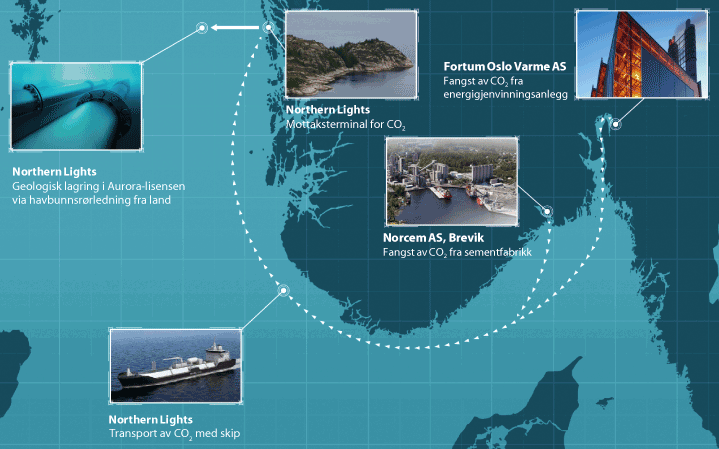 Fortum Oslo Varme AS
Fangst av CO₂ fra
energigjenvinningsanlegg
Northern Lights
Mottaksterminal for CO₂
Northern Lights
Geologisk lagring i Aurora-lisensen
via havbunnsrørledning fra land
Norcem AS, Brevik
Fangst av CO₂ fra sementfabrikk
Northern Lights
Transport av CO₂ med skip